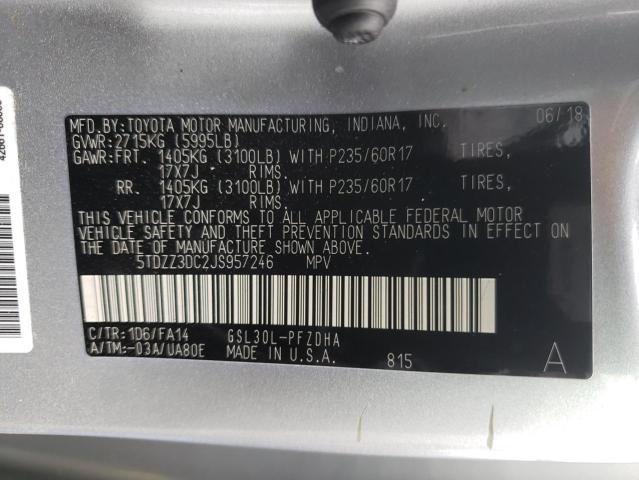 MFD.BY:TOYOTA MOTOR MANUFACTURING, INDIANA, INC. 06/18
GVWR:2715KG (5995LB)
GAWR:FRT. 1405KG (3100LB) WITH P235/60R17 TIRES,
17X7J RIMS.
RR. 1405KG (3100LB) WITH P235/60R17 TIRES,
17X7J RIMS.
THIS VEHICLE CONFORMS TO ALL APPLICABLE FEDERAL MOTOR
VEHICLE SAFETY AND THEFT PREVENTION STANDARDS IN EFFECT ON
THE DATE OF MANUFACTURE SHOWN ABOVE.
5TDZZ3DC2JS957246 MPV
C/TR:1D6/FA14 GSL30L-PFZDHA
A/TM:-03A/UA80E MADE IN U.S.A. 815 A